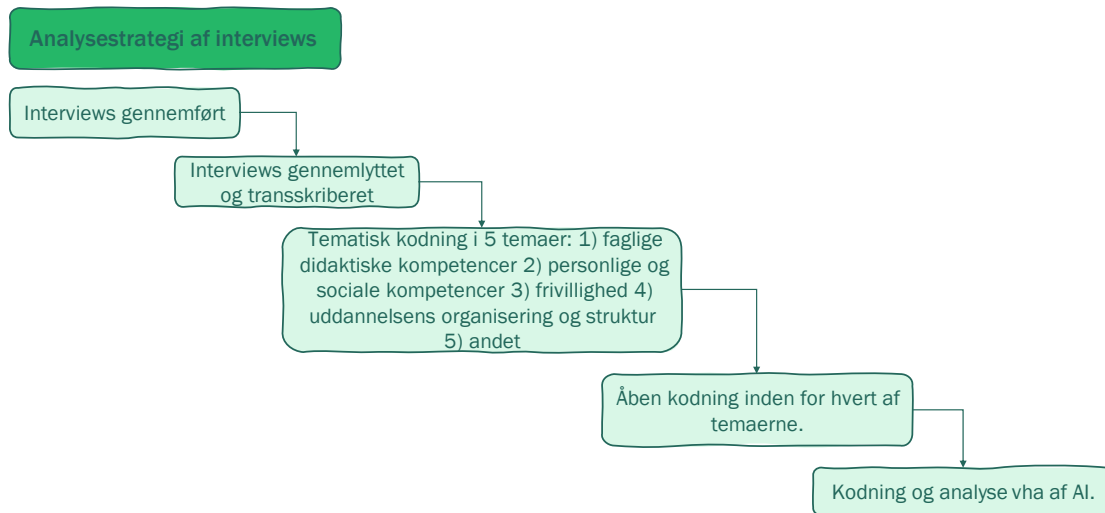 Analysestrategi af interviews
Interviews gennemført
Interviews gennemlyttet
og transskriberet
Tematisk kodning i 5 temaer: 1) faglige
didaktiske kompetencer 2) personlige og
sociale kompetencer 3) frivillighed 4)
uddannelsens organisering og struktur
5) andet
Åben kodning inden for hvert af
temaerne.
Kodning og analyse vha af AI.